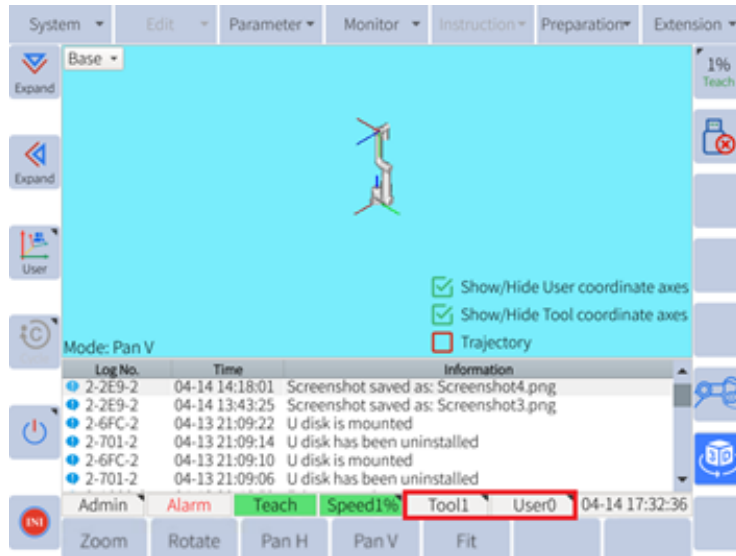 System Edit Parameter Monitor Instruction Preparation Extension
Base
Expand
1%
Teach
Expand
User
Show/Hide User coordinate axes
Show/Hide Tool coordinate axes
Trajectory
Mode: Pan V
Log No. Time Information
2-2E9-2 04-14 14:18:01 Screenshot saved as: Screenshot4.png
2-2E9-2 04-14 13:43:25 Screenshot saved as: Screenshot3.png
2-6FC-2 04-13 21:09:22 U disk is mounted
2-701-2 04-13 21:09:14 U disk has been uninstalled
2-6FC-2 04-13 21:09:10 U disk is mounted
2-701-2 04-13 21:09:06 U disk has been uninstalled
Admin Alarm Teach Speed1% Tool1 User0 04-14 17:32:36
INI
Zoom Rotate Pan H Pan V Fit
3D